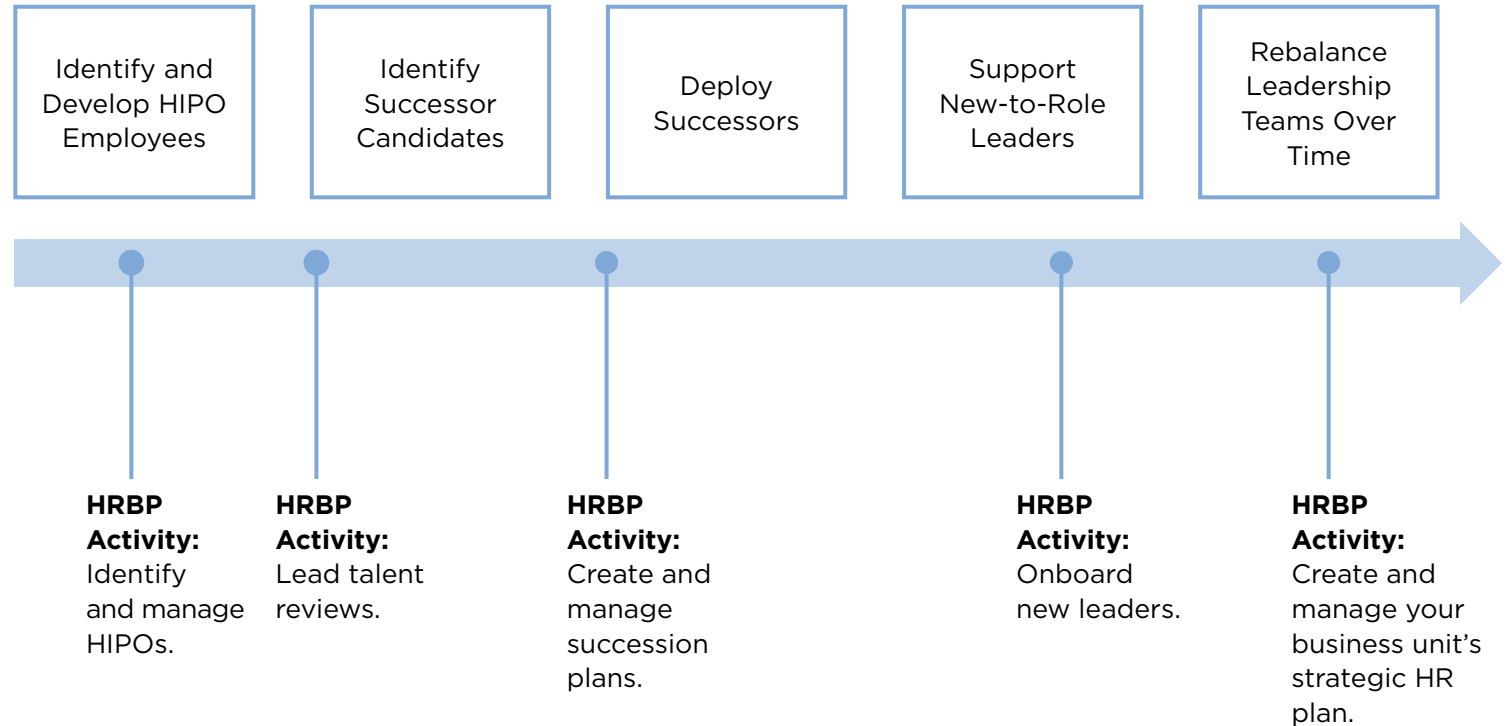 Identify and
Develop HIPO
Employees
Identify
Successor
Candidates
Deploy
Successors
Support
New-to-Role
Leaders
Rebalance
Leadership
Teams Over
Time
HRBP
Activity:
Identify
and manage
HIPOs.
HRBP
Activity:
Lead talent
reviews.
HRBP
Activity:
Create and
manage
succession
plans.
HRBP
Activity:
Onboard
new leaders.
HRBP
Activity:
Create and
manage your
business unit’s
strategic HR
plan.